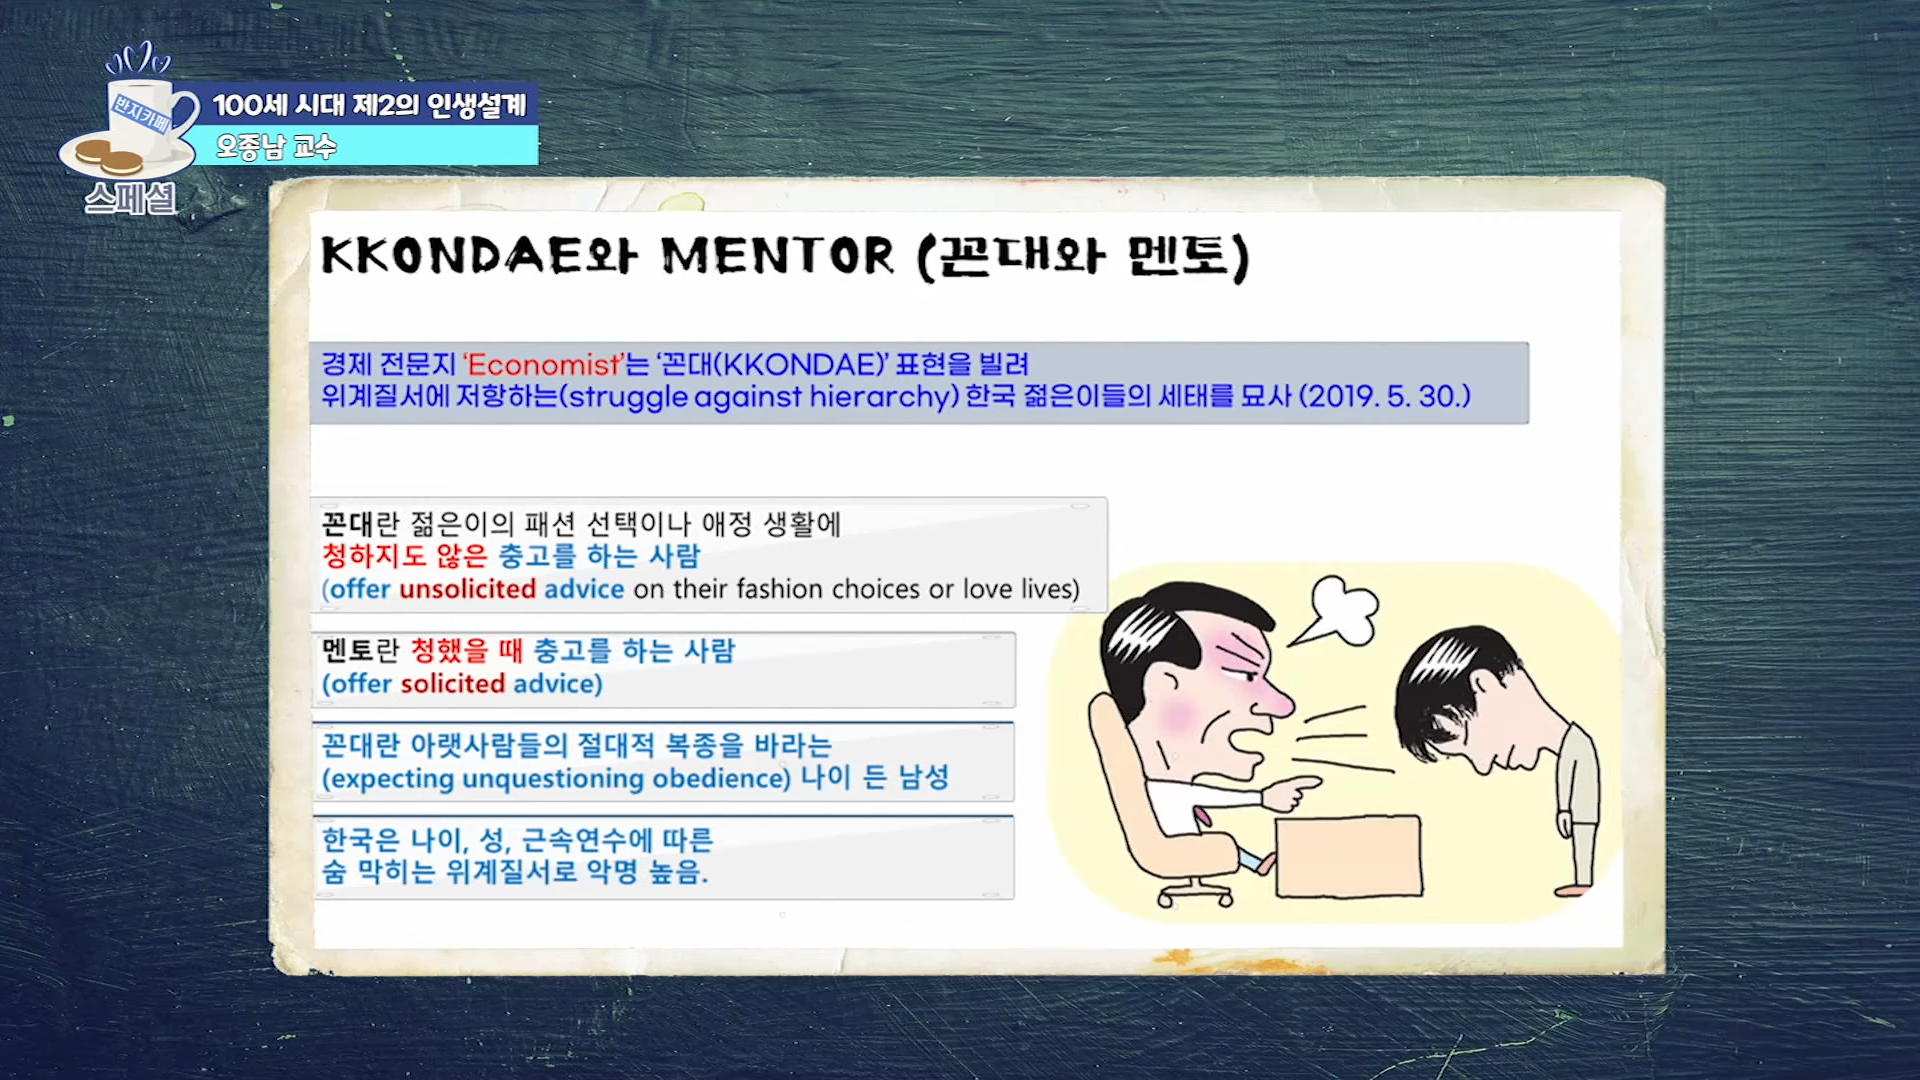 반지카페
스페셜
100세 시대 제2의 인생설계
오종남 교수
KKONDAE와 MENTOR (꼰대와 멘토)
경제 전문지 ‘Economist’는 ‘꼰대(KKONDAE)’ 표현을 빌려
위계질서에 저항하는(struggle against hierarchy) 한국 젊은이들의 세태를 묘사 (2019. 5. 30.)
꼰대란 젊은이의 패션 선택이나 애정 생활에
청하지도 않은 충고를 하는 사람
(offer unsolicited advice on their fashion choices or love lives)
멘토란 청했을 때 충고를 하는 사람
(offer solicited advice)
꼰대란 아랫사람들의 절대적 복종을 바라는
(expecting unquestioning obedience) 나이 든 남성
한국은 나이, 성, 근속연수에 따른
숨 막히는 위계질서로 악명 높음.